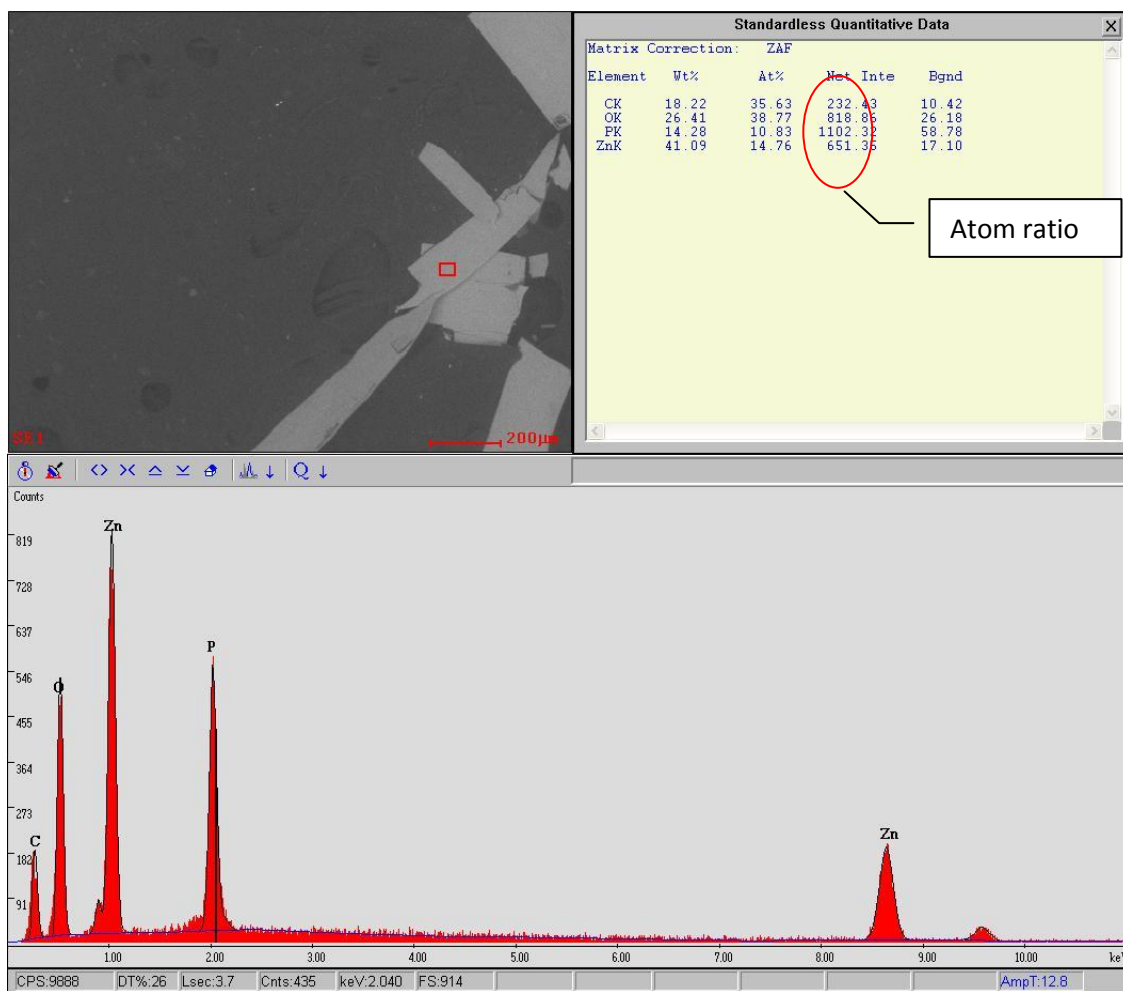 Standardless Quantitative Data X
Matrix Correction: ZAF
Element Wt% At% Net Inte Bgnd
CK 18.22 35.63 232.43 10.42
OK 26.41 38.77 818.86 26.18
PK 14.28 10.83 1102.32 58.78
ZnK 41.09 14.76 651.35 17.10
Atom ratio
SE1 200μm
Q
Counts
Zn
819
728
637
P
546
O
455
364
273
Zn
C
182
91
1.00 2.00 3.00 4.00 5.00 6.00 7.00 8.00 9.00 10.00 keV
CPS:9888 DT%:26 Lsec:3.7 Cnts:435 keV:2.040 FS:914 AmpT:12.8